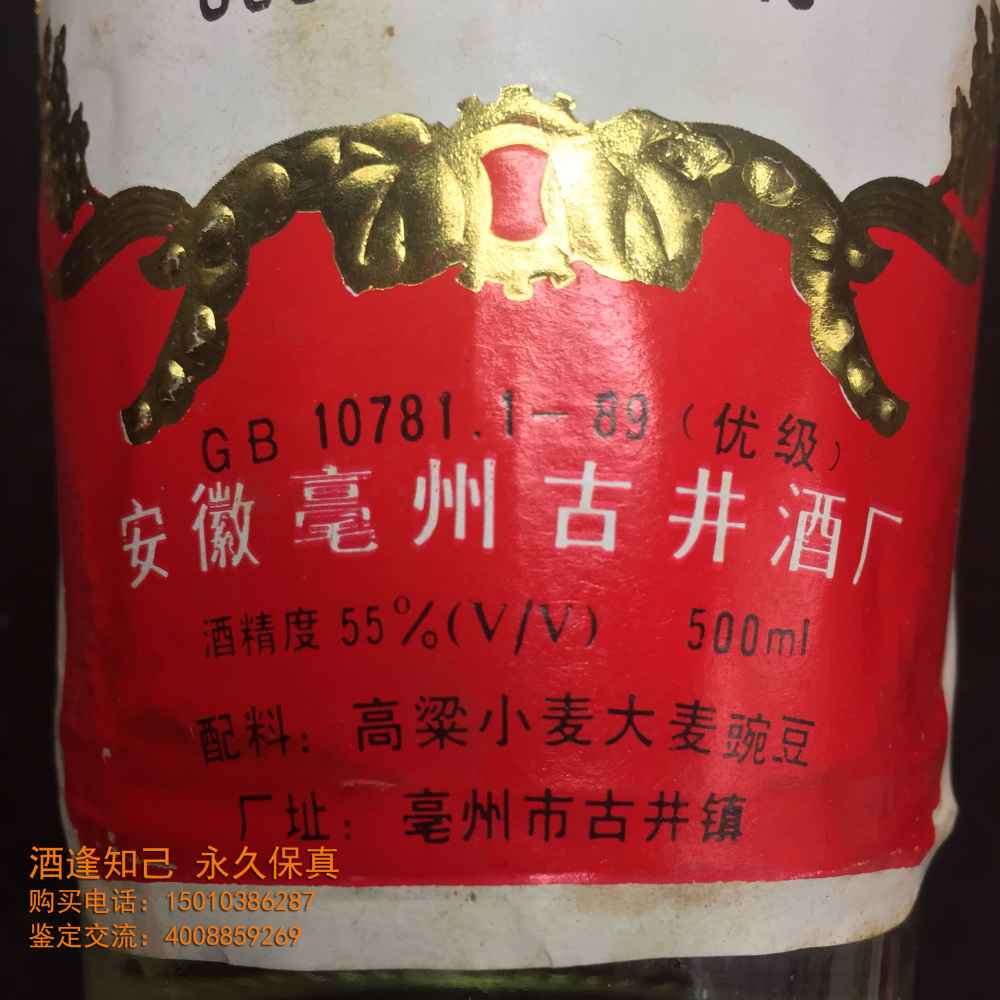 GB 10781.1-89(优级)
安徽亳州古井酒厂
酒精度 55%(V/V) 500ml
配料：高粱小麦大麦豌豆
厂址：亳州市古井镇
酒逢知己 永久保真
购买电话：15010386287
鉴定交流：4008859269